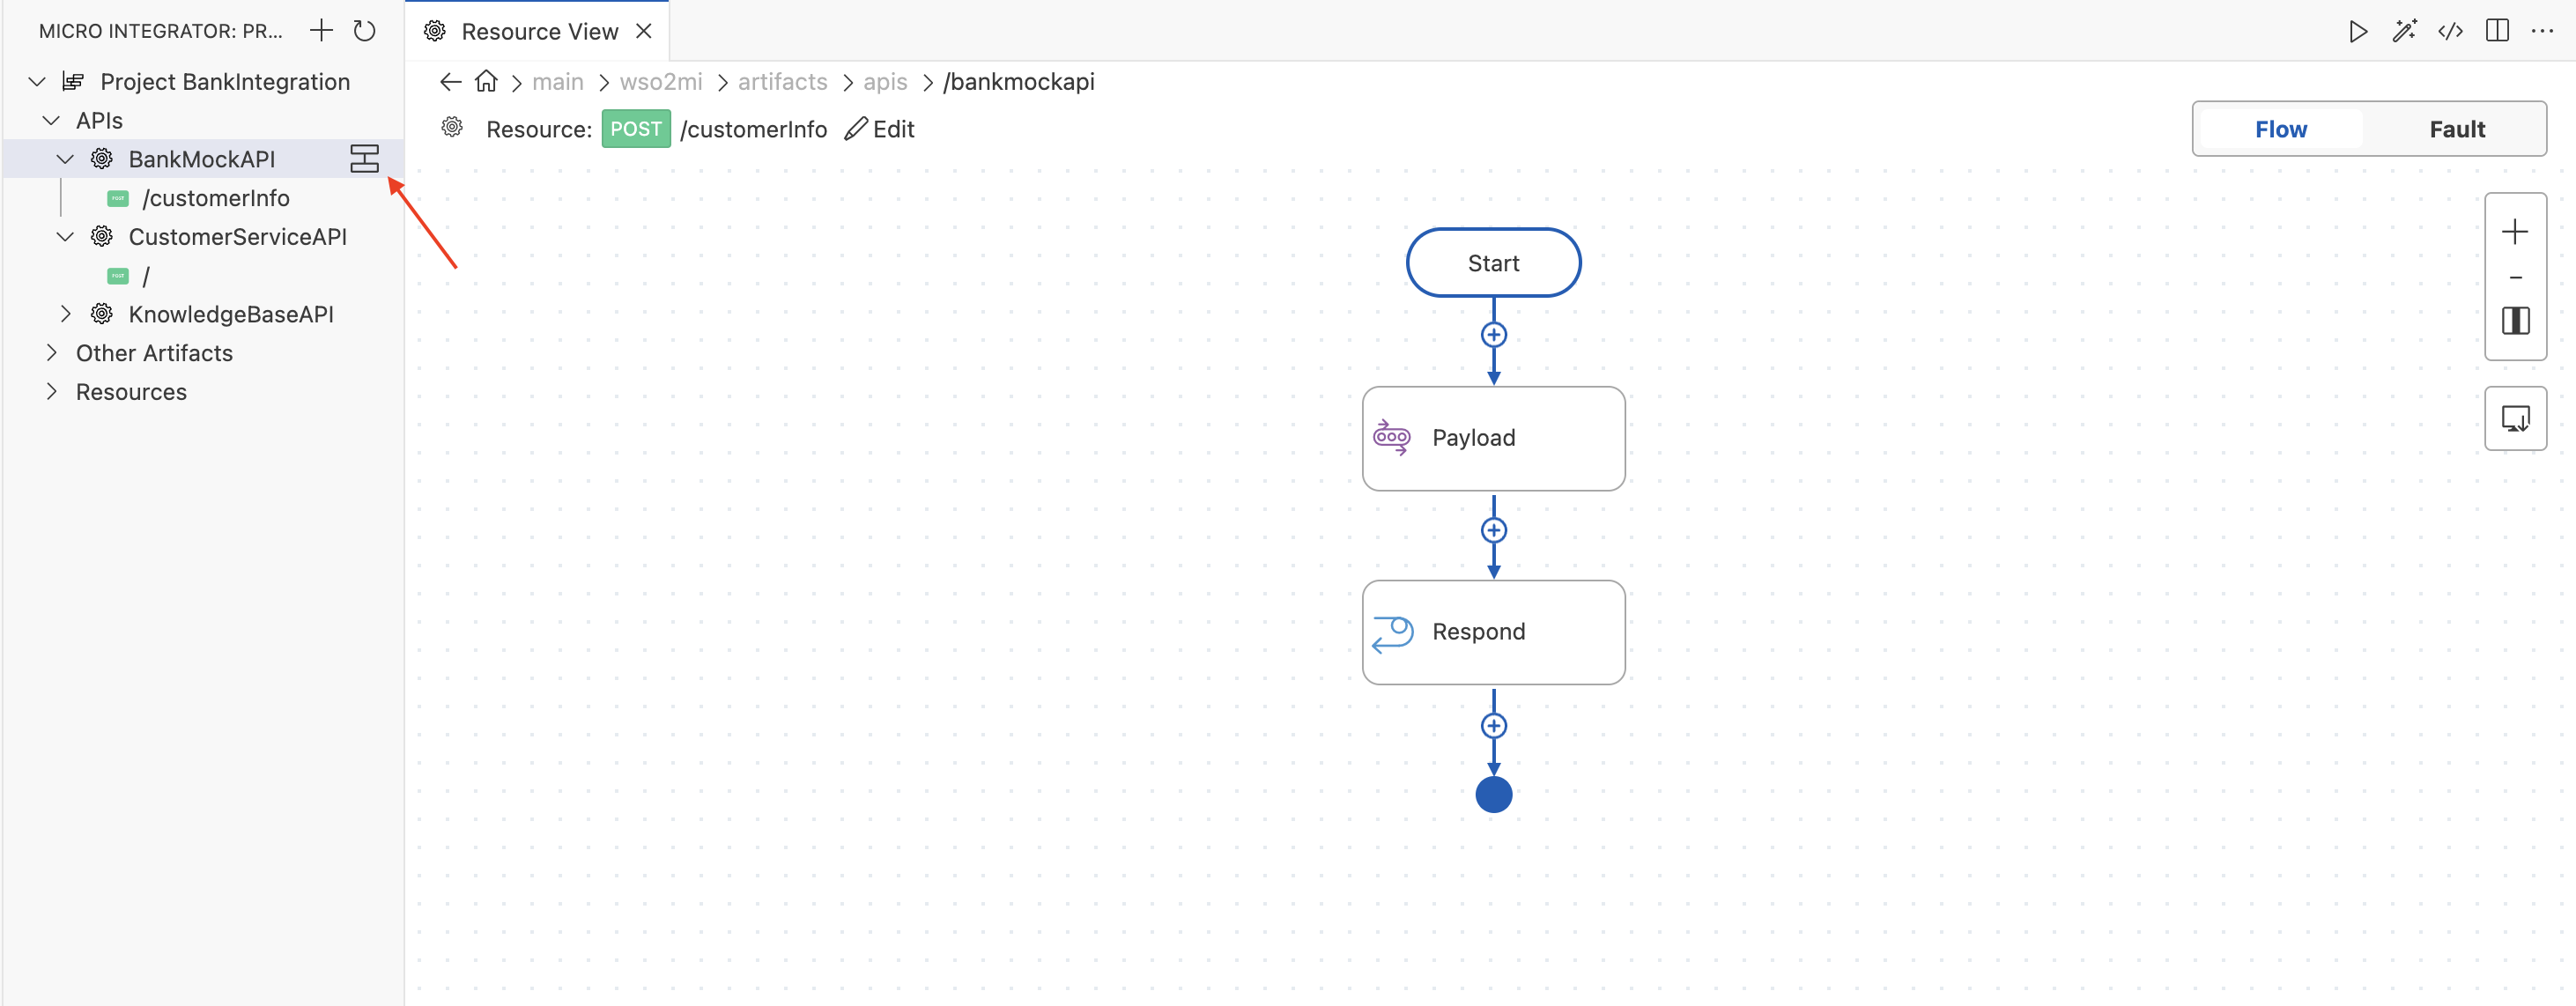 MICRO INTEGRATOR: PR...
Project BankIntegration
APIs
BankMockAPI
/customerInfo
CustomerServiceAPI
/
KnowledgeBaseAPI
Other Artifacts
Resources
Resource View
main > wso2mi > artifacts > apis > /bankmockapi
Resource: POST /customerInfo Edit
Flow Fault
Start
Payload
Respond